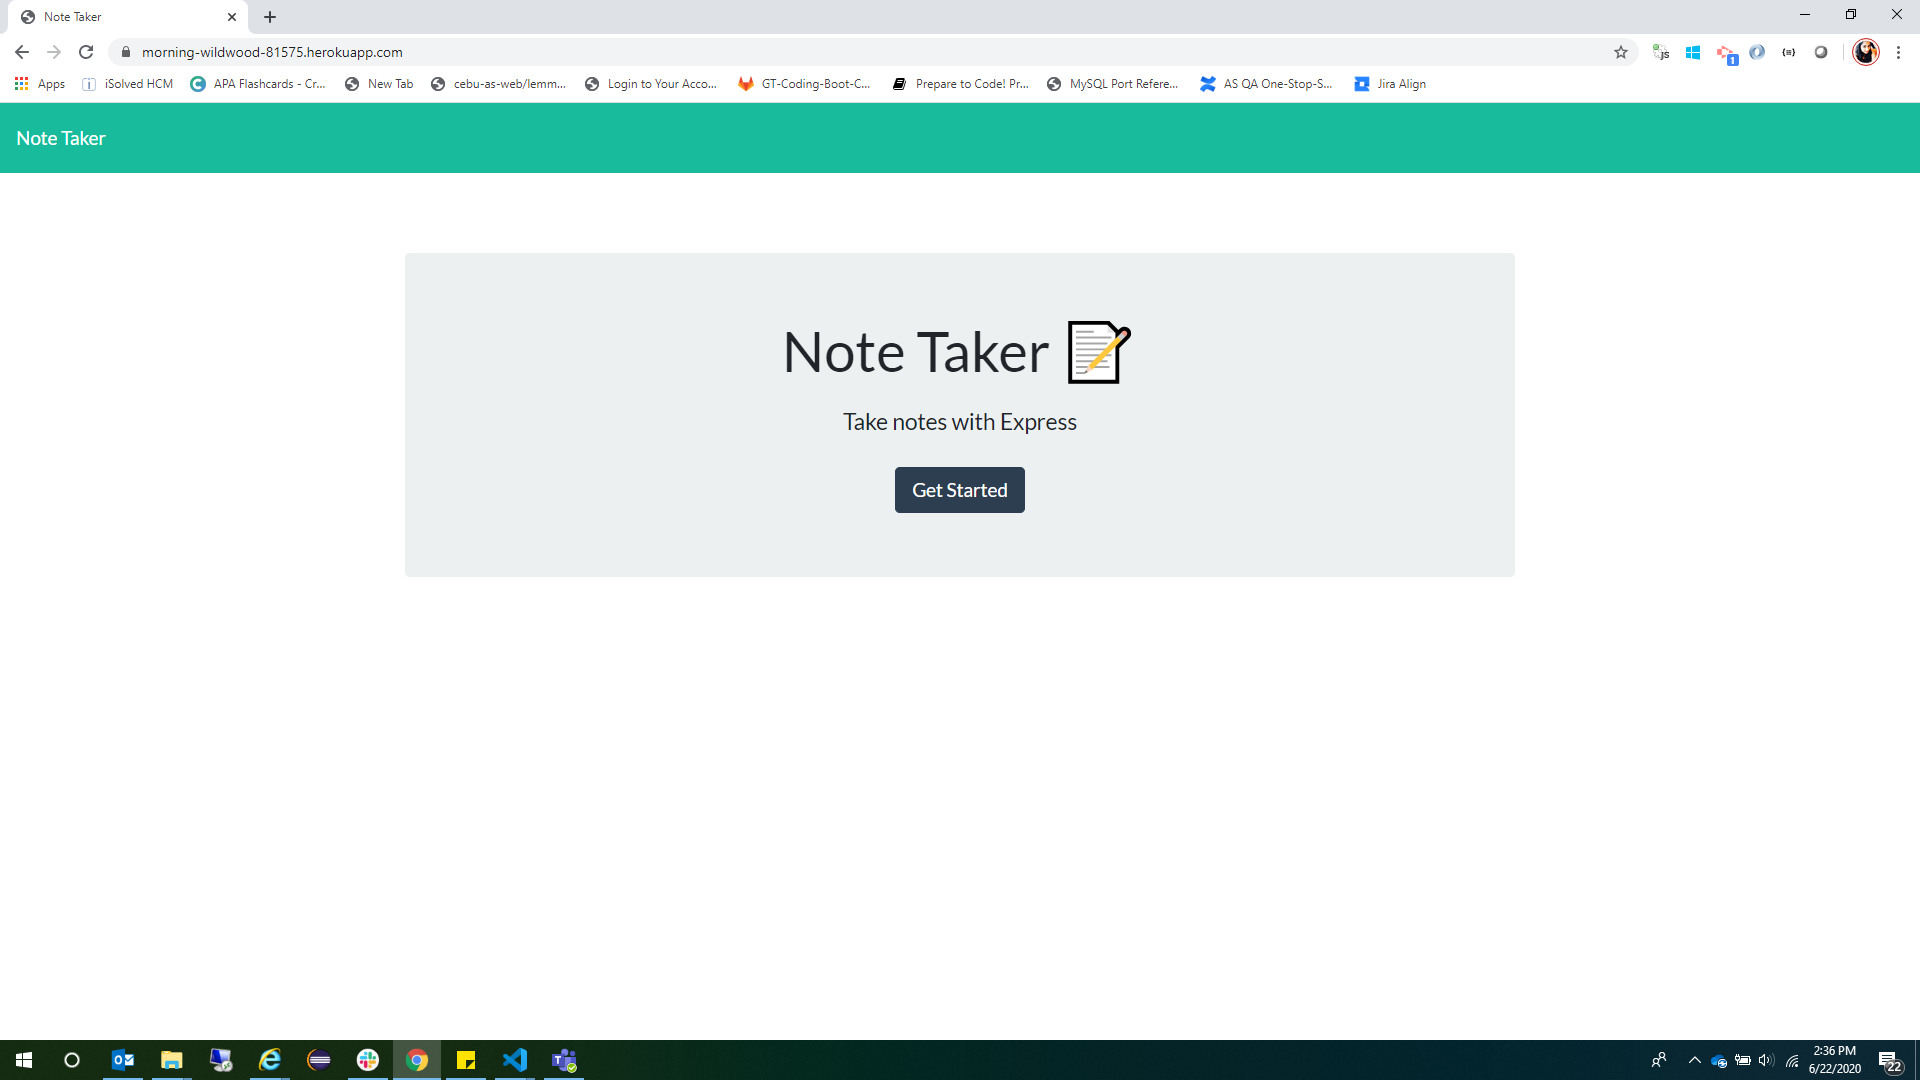 Note Taker
morning-wildwood-81575.herokuapp.com
1
Apps
iSolved HCM
APA Flashcards - Cr...
New Tab
cebu-as-web/lemm...
Login to Your Acco...
GT-Coding-Boot-C...
Prepare to Code! Pr...
MySQL Port Refere...
AS QA One-Stop-S...
Jira Align
Note Taker
Note Taker
Take notes with Express
Get Started
2:36 PM
6/22/2020
22